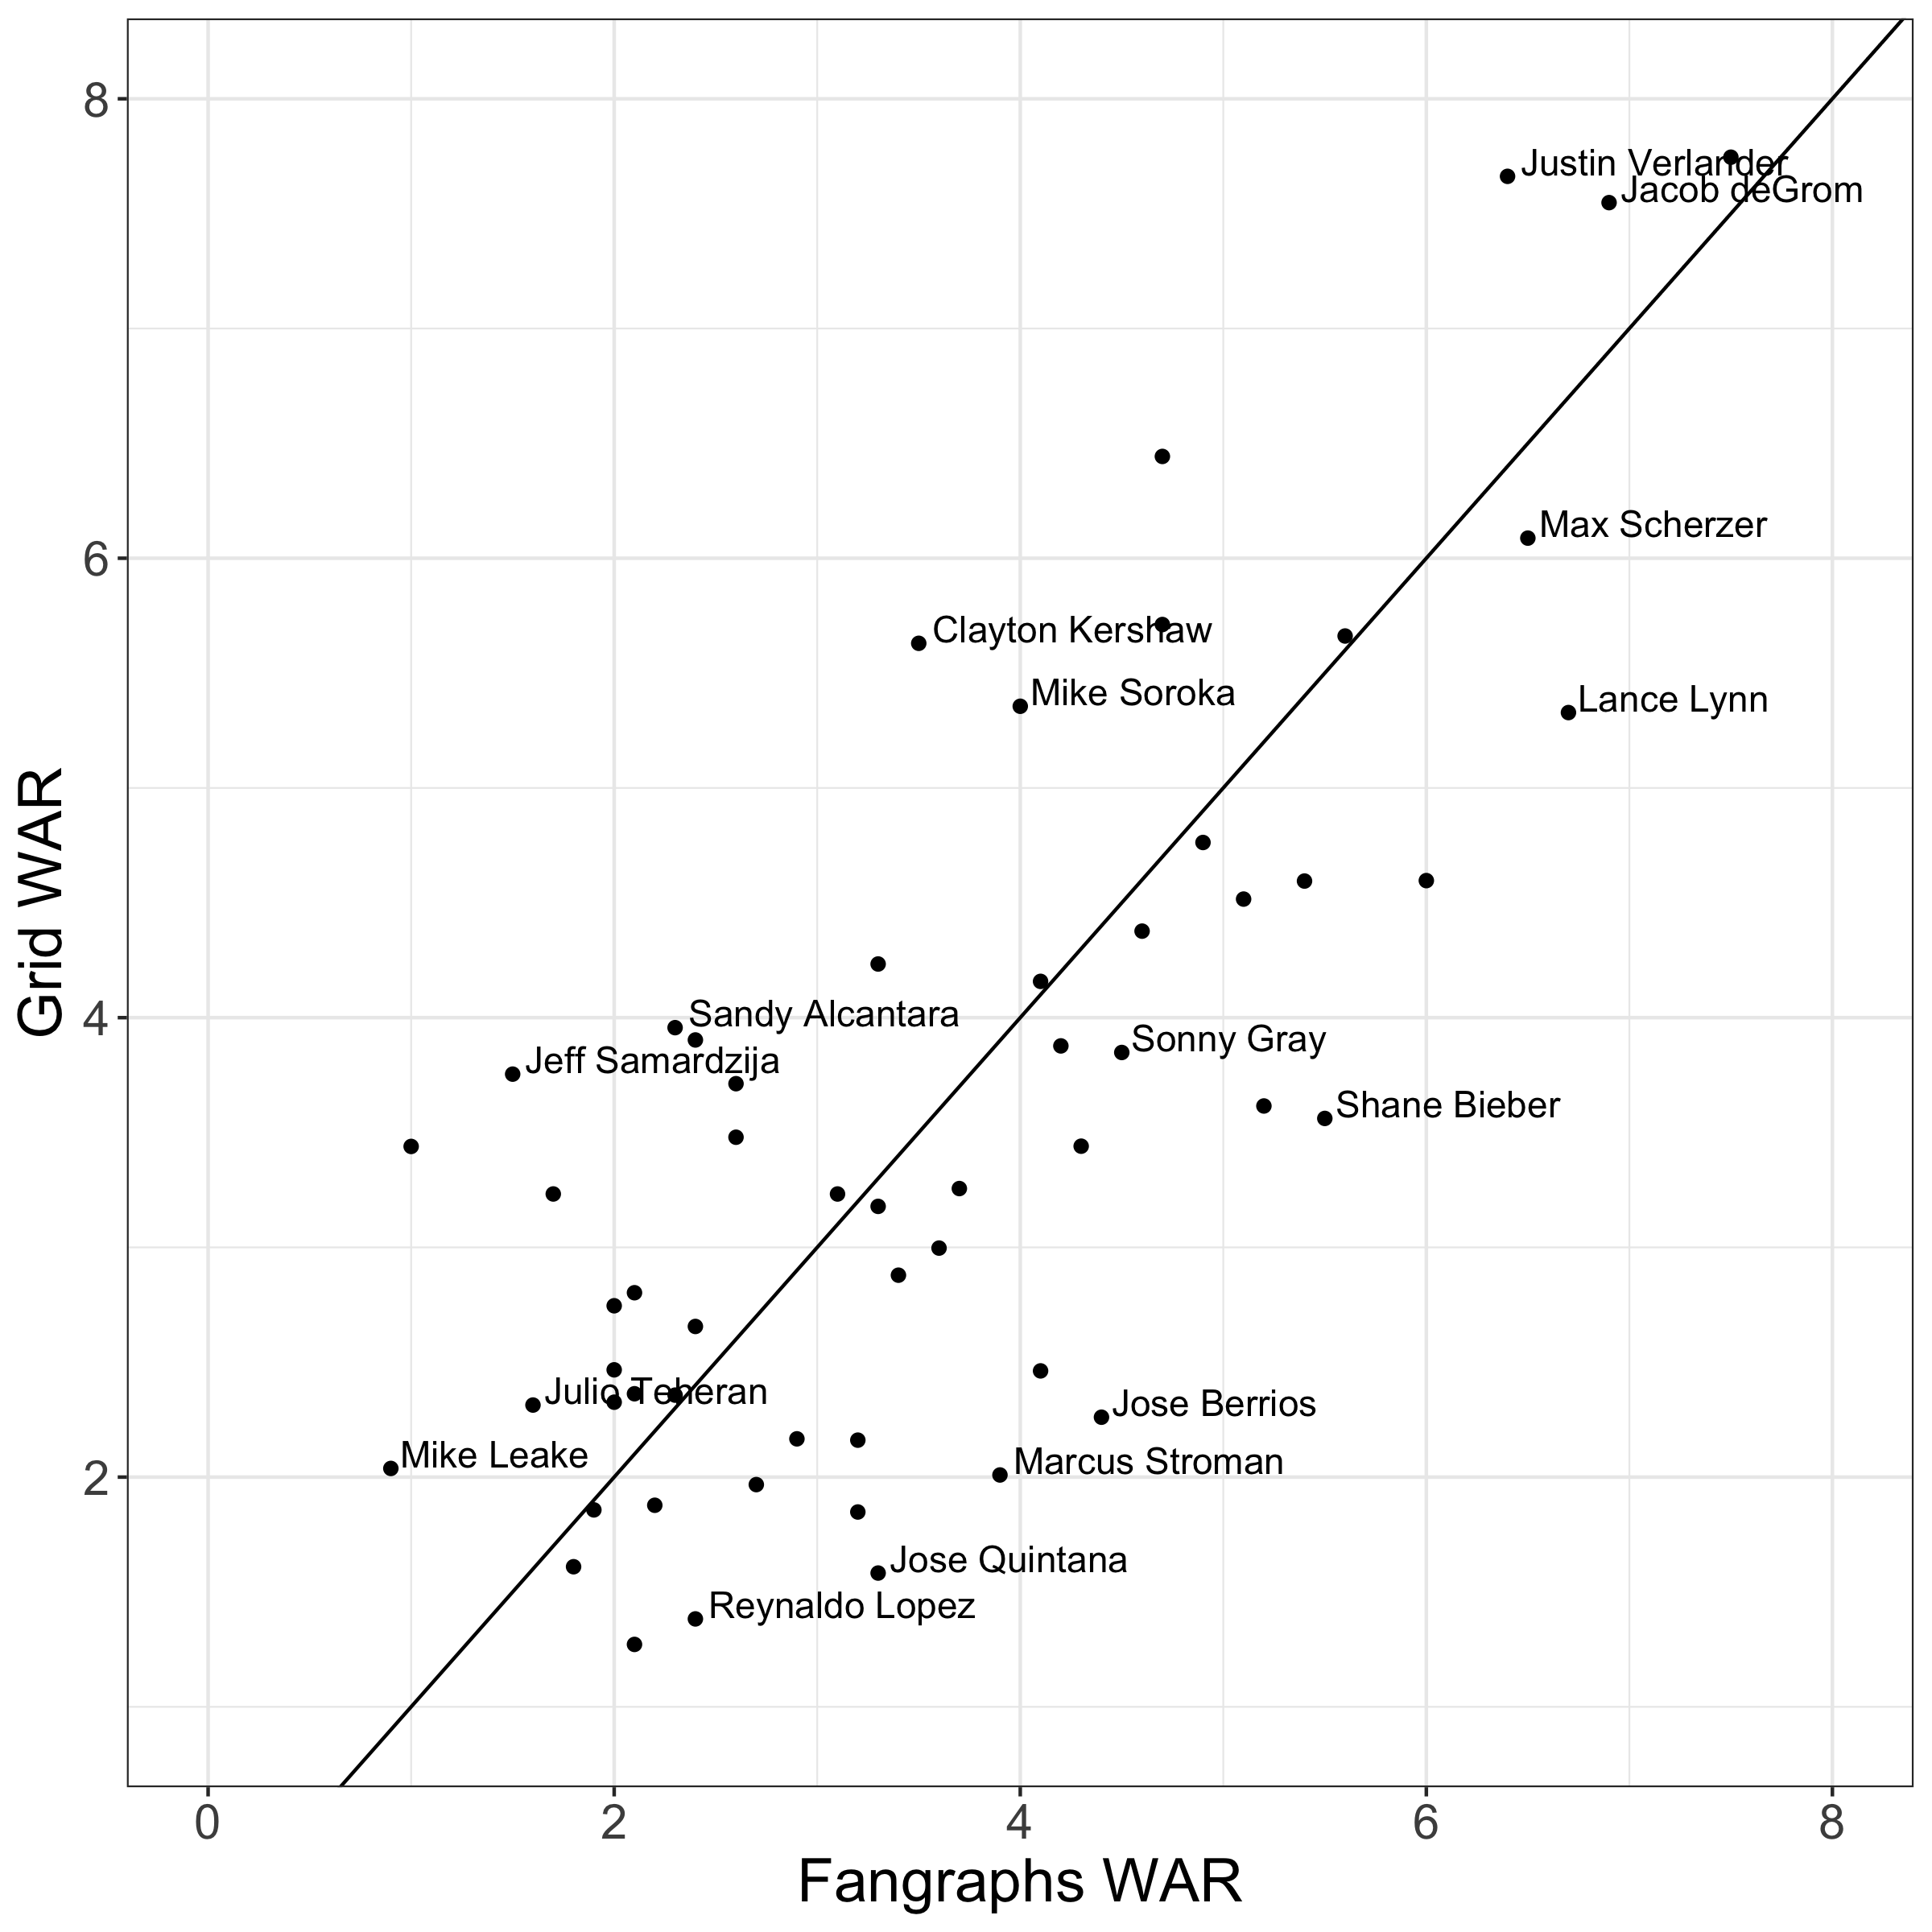 8
Justin Verlander
Jacob deGrom
Max Scherzer
6
Clayton Kershaw
Mike Soroka
Lance Lynn
Grid WAR
4
Sandy Alcantara
Sonny Gray
Jeff Samardzija
Shane Bieber
Julio Teheran
Jose Berrios
Mike Leake
Marcus Stroman
2
Jose Quintana
Reynaldo Lopez
0 2 4 6 8
Fangraphs WAR